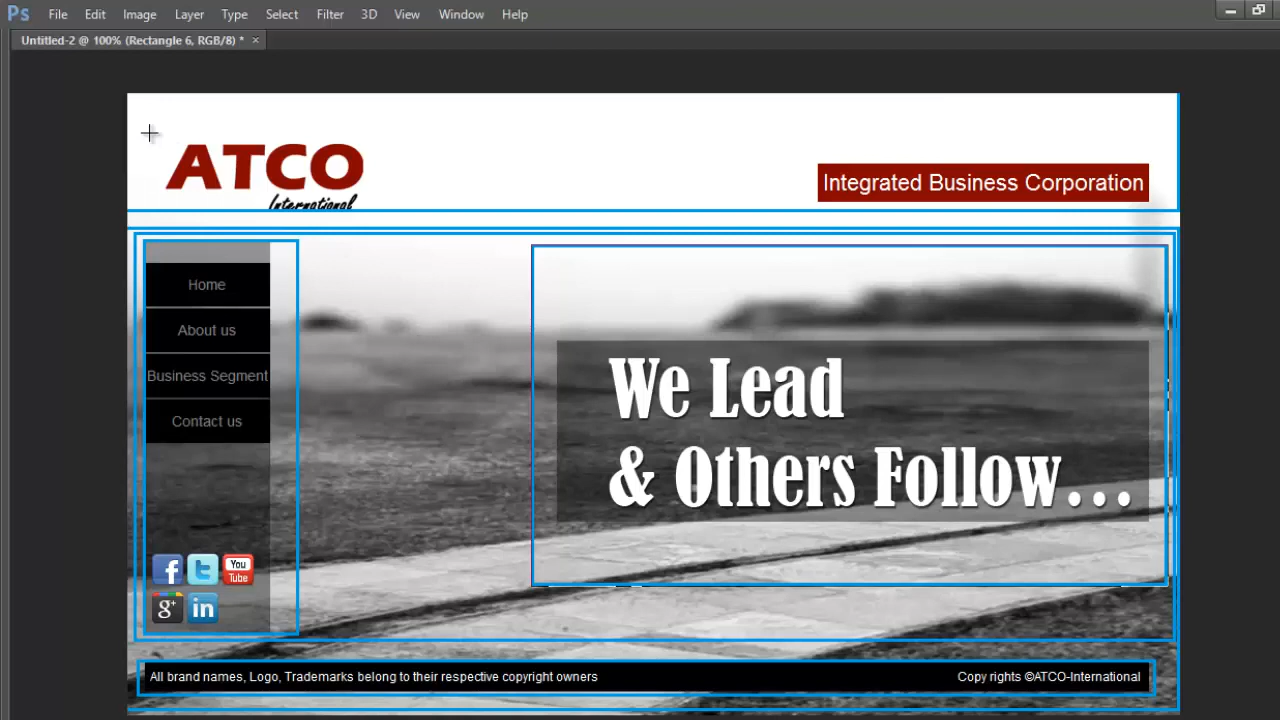 Ps File Edit Image Layer Type Select Filter 3D View Window Help
Untitled-2 @ 100% (Rectangle 6, RGB/8) * ×
ATCO
International
Integrated Business Corporation
Home
About us
Business Segment
Contact us
We Lead
& Others Follow...
f t You Tube
g+ in
All brand names, Logo, Trademarks belong to their respective copyright owners
Copy rights ©ATCO-International